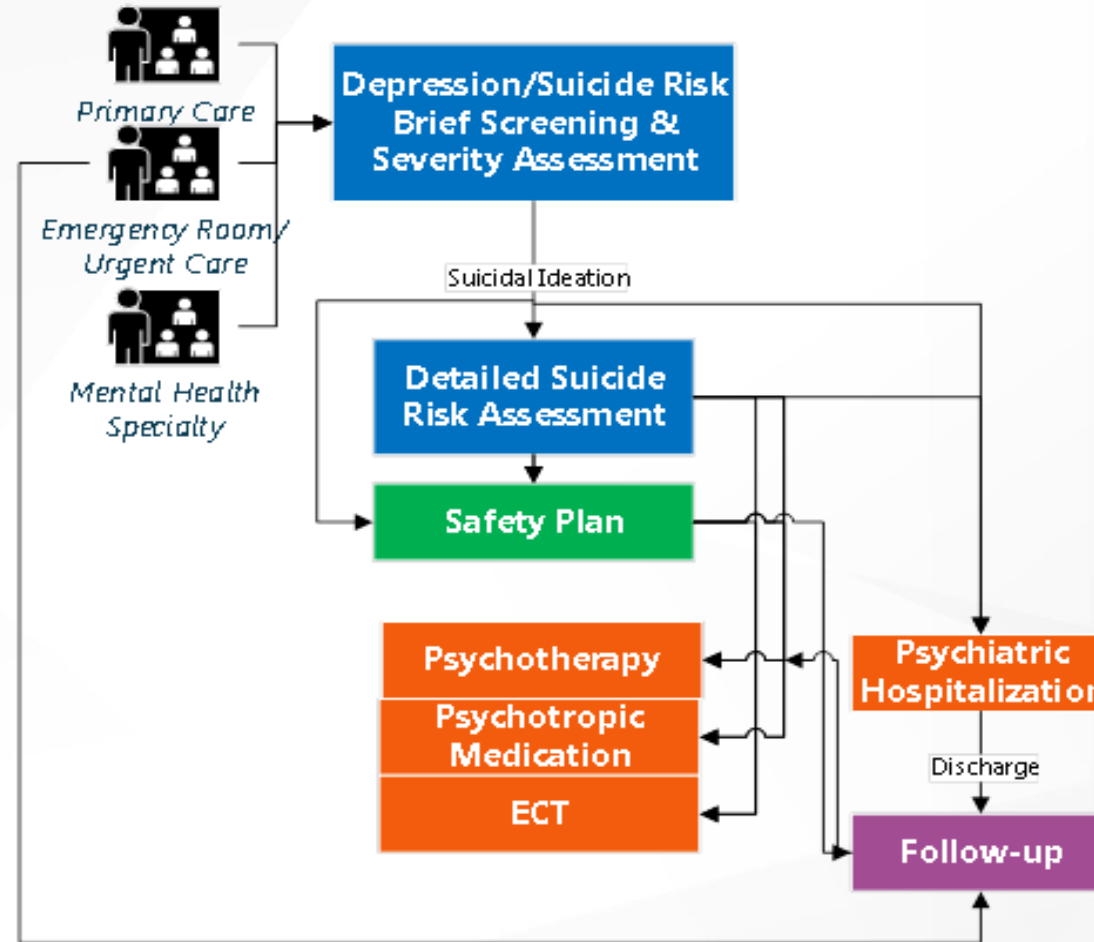 Primary Care
Emergency Room/
Urgent Care
Mental Health
Specialty
Depression/Suicide Risk
Brief Screening &
Severity Assessment
Suicidal Ideation
Detailed Suicide
Risk Assessment
Safety Plan
Psychotherapy
Psychotropic
Medication
ECT
Psychiatric
Hospitalization
Discharge
Follow-up